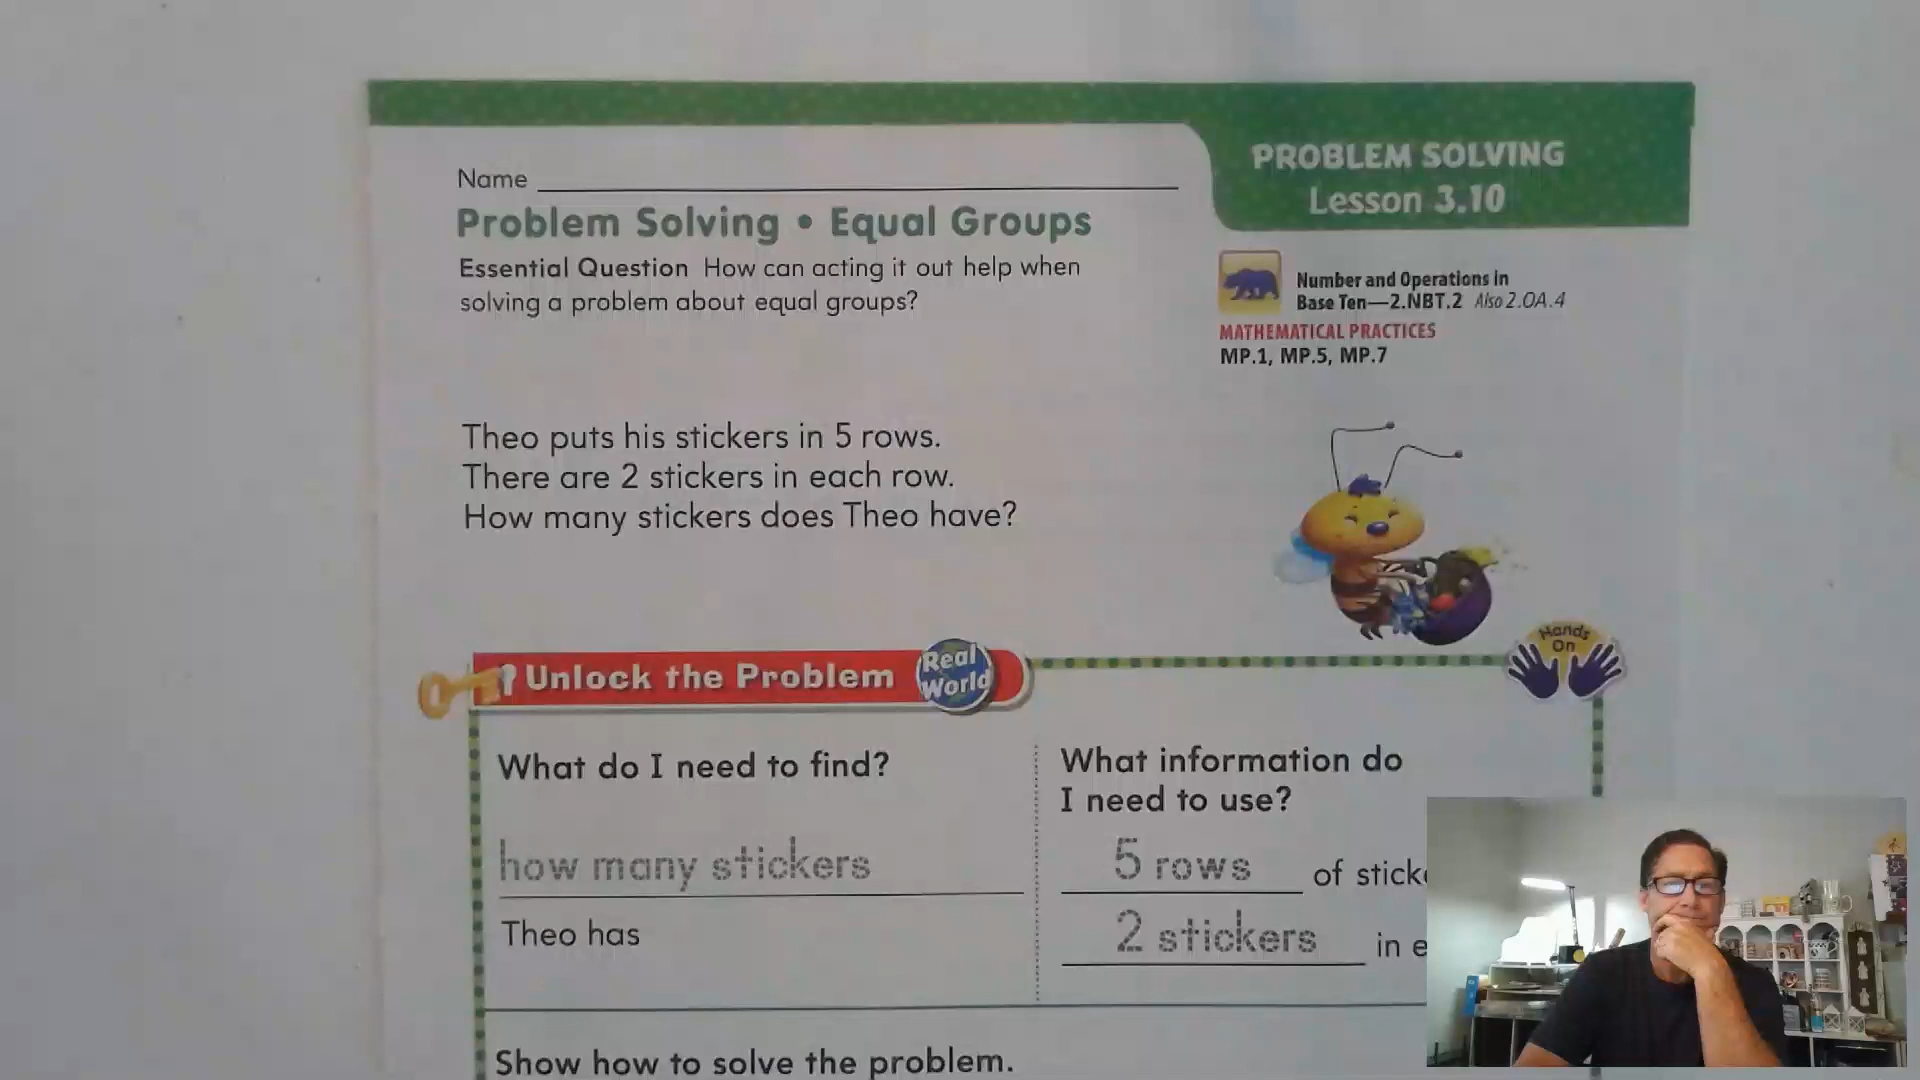 PROBLEM SOLVING
Lesson 3.10
Name
Problem Solving • Equal Groups
Essential Question How can acting it out help when
solving a problem about equal groups?
Number and Operations in
Base Ten—2.NBT.2 Also 2.OA.4
MATHEMATICAL PRACTICES
MP.1, MP.5, MP.7
Theo puts his stickers in 5 rows.
There are 2 stickers in each row.
How many stickers does Theo have?
Hands
On
Unlock the Problem
Real
World
What do I need to find?
how many stickers
Theo has
What information do
I need to use?
5 rows of
2 stickers in
Show how to solve the problem.